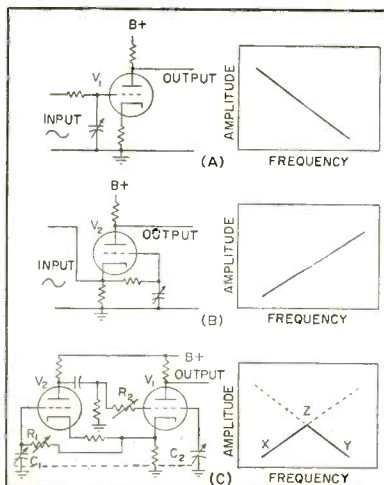 B+
V1
OUTPUT
INPUT
(A)
AMPLITUDE
FREQUENCY
B+
V2
OUTPUT
INPUT
(B)
AMPLITUDE
FREQUENCY
B+
OUTPUT
V2
R2
V1
R1
C1
C2
(C)
AMPLITUDE
X
Z
Y
FREQUENCY